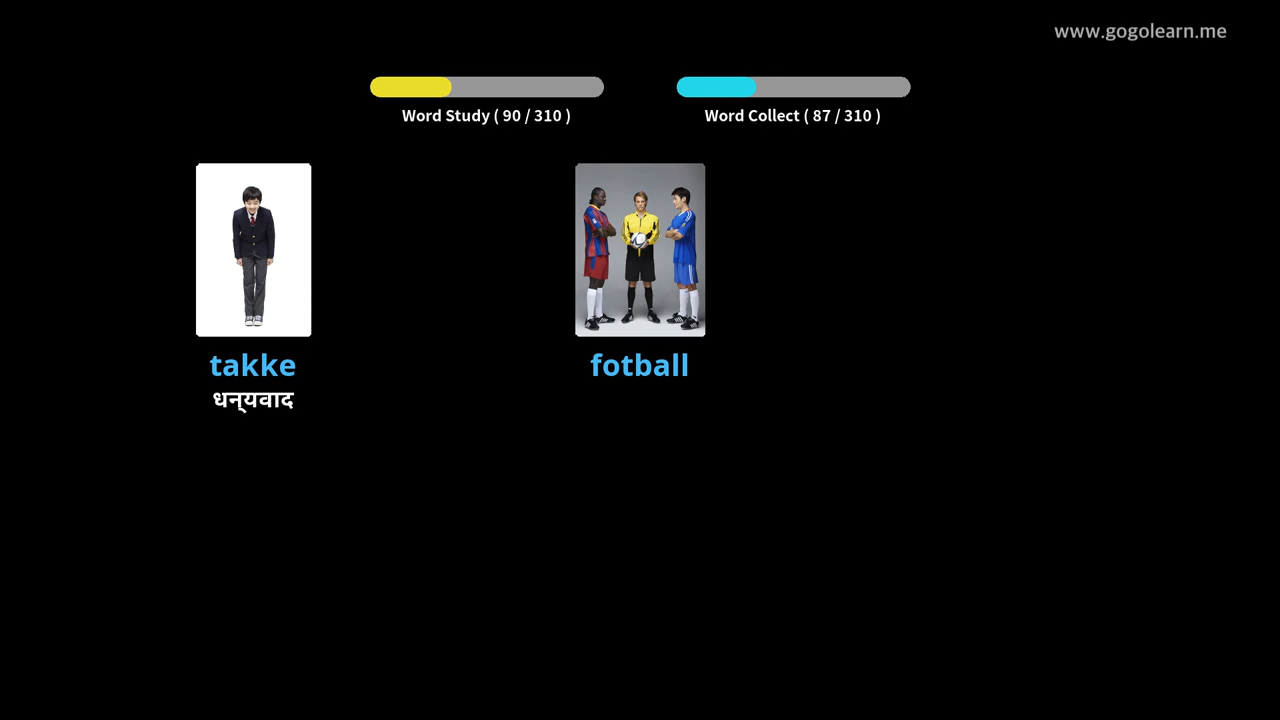 www.gogolearn.me
Word Study ( 90 / 310 )
Word Collect ( 87 / 310 )
takke
धन्यवाद
fotball